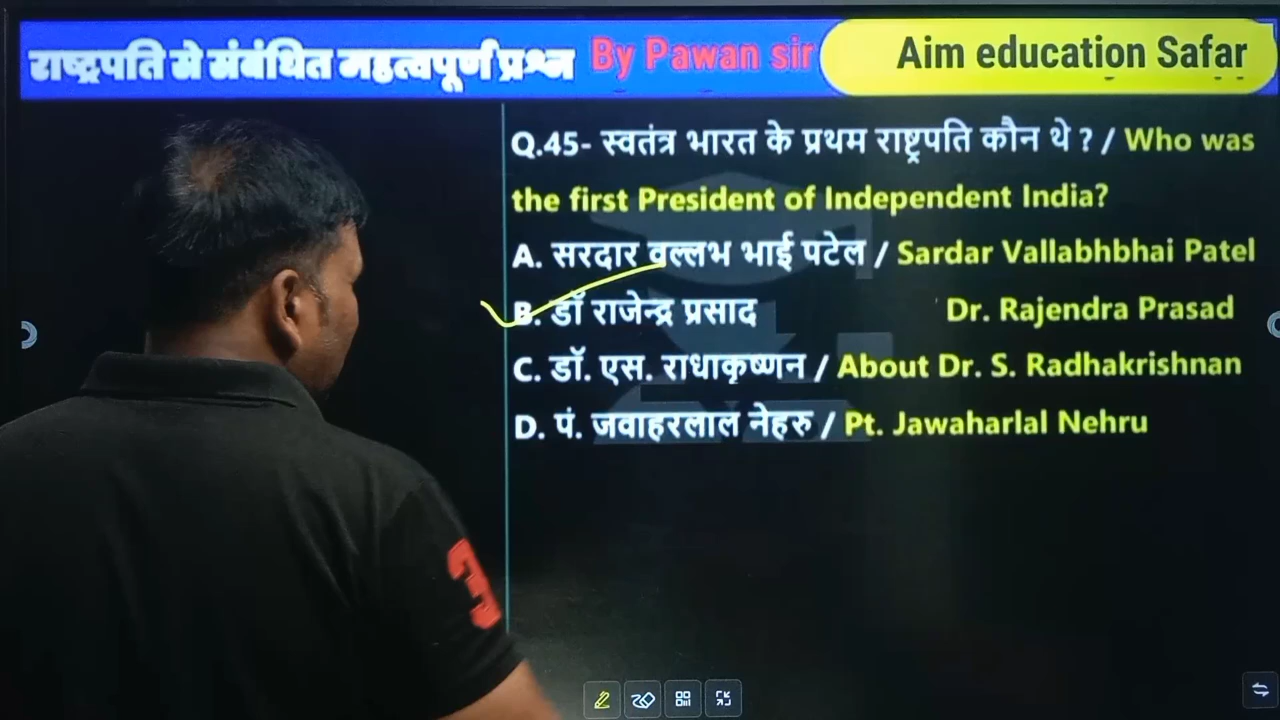 राष्ट्रपति से संबंधित महत्वपूर्ण प्रश्न By Pawan sir Aim education Safar
Q.45- स्वतंत्र भारत के प्रथम राष्ट्रपति कौन थे ? / Who was
the first President of Independent India?
A. सरदार वल्लभ भाई पटेल / Sardar Vallabhbhai Patel
B. डॉ राजेन्द्र प्रसाद Dr. Rajendra Prasad
C. डॉ. एस. राधाकृष्णन / About Dr. S. Radhakrishnan
D. पं. जवाहरलाल नेहरु / Pt. Jawaharlal Nehru
3